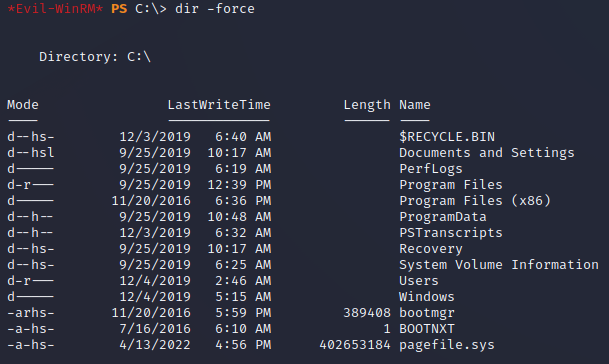 *Evil-WinRM* PS C:\> dir -force
Directory: C:\
Mode LastWriteTime Length Name
---- ------------- ------ ----
d--hs- 12/3/2019 6:40 AM $RECYCLE.BIN
d--hsl 9/25/2019 10:17 AM Documents and Settings
d----- 9/25/2019 6:19 AM PerfLogs
d-r--- 9/25/2019 12:39 PM Program Files
d----- 11/20/2016 6:36 PM Program Files (x86)
d--h-- 9/25/2019 10:48 AM ProgramData
d--h-- 12/3/2019 6:32 AM PSTranscripts
d--hs- 9/25/2019 10:17 AM Recovery
d--hs- 9/25/2019 6:25 AM System Volume Information
d-r--- 12/4/2019 2:46 AM Users
d----- 12/4/2019 5:15 AM Windows
-arhs- 11/20/2016 5:59 PM 389408 bootmgr
-a-hs- 7/16/2016 6:10 AM 1 BOOTNXT
-a-hs- 4/13/2022 4:56 PM 402653184 pagefile.sys